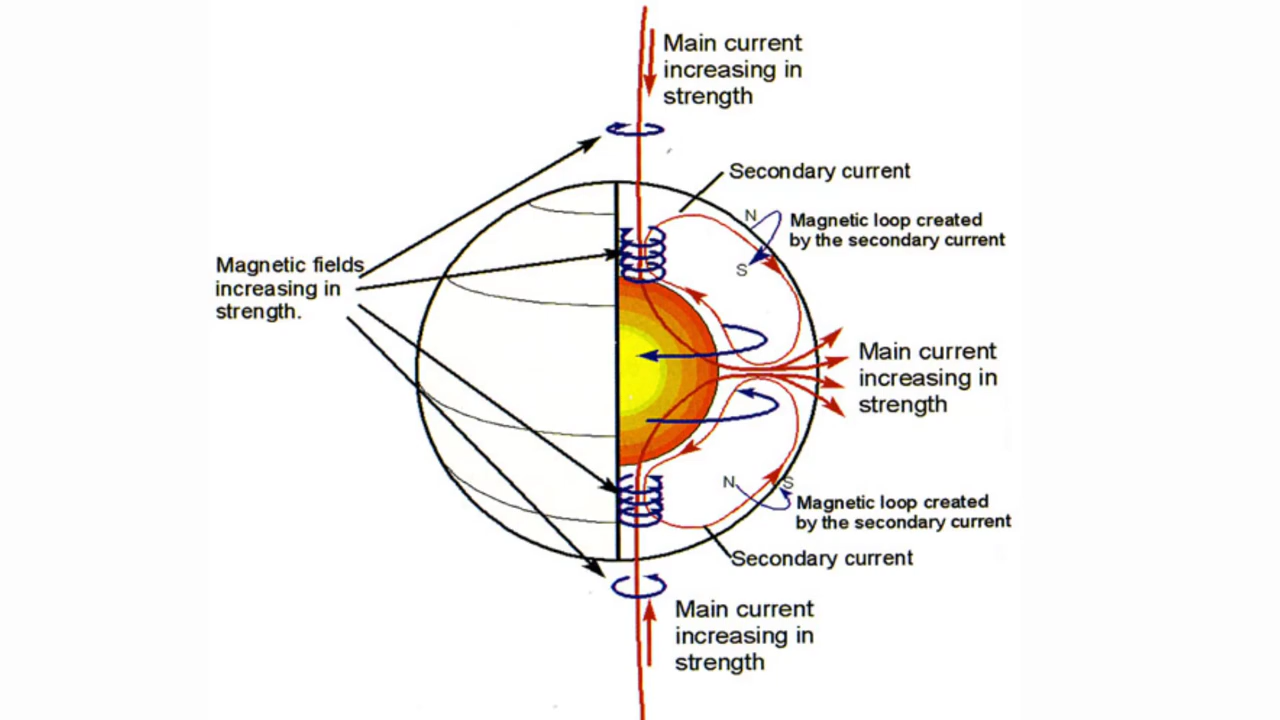 Main current
increasing in
strength
Secondary current
N
Magnetic loop created
by the secondary current
S
Magnetic fields
increasing in
strength.
Main current
increasing in
strength
N
S
Magnetic loop created
by the secondary current
Secondary current
Main current
increasing in
strength